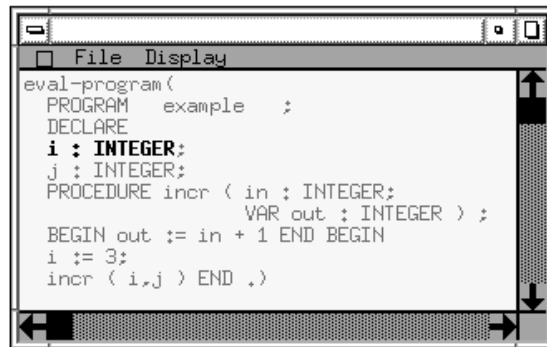 File Display
eval-program(
PROGRAM example ;
DECLARE
i : INTEGER;
j : INTEGER;
PROCEDURE incr ( in : INTEGER;
VAR out : INTEGER ) ;
BEGIN out := in + 1 END BEGIN
i := 3;
incr ( i,j ) END .)